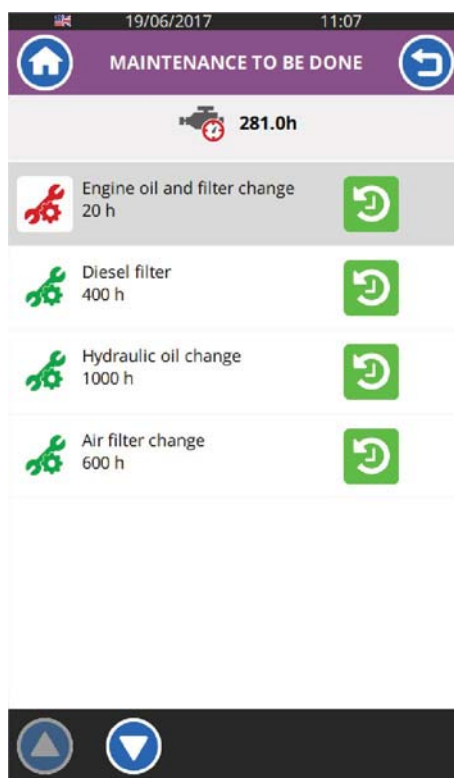 19/06/2017 11:07
MAINTENANCE TO BE DONE
281.0h
Engine oil and filter change
20 h
Diesel filter
400 h
Hydraulic oil change
1000 h
Air filter change
600 h